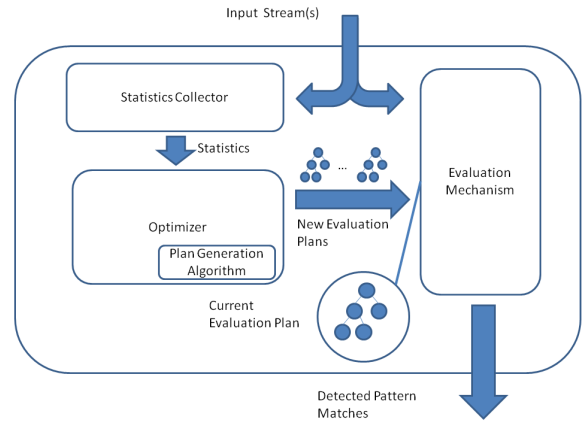 Input Stream(s)
Statistics Collector
Statistics
Optimizer
Plan Generation
Algorithm
...
New Evaluation
Plans
Evaluation
Mechanism
Current
Evaluation Plan
Detected Pattern
Matches